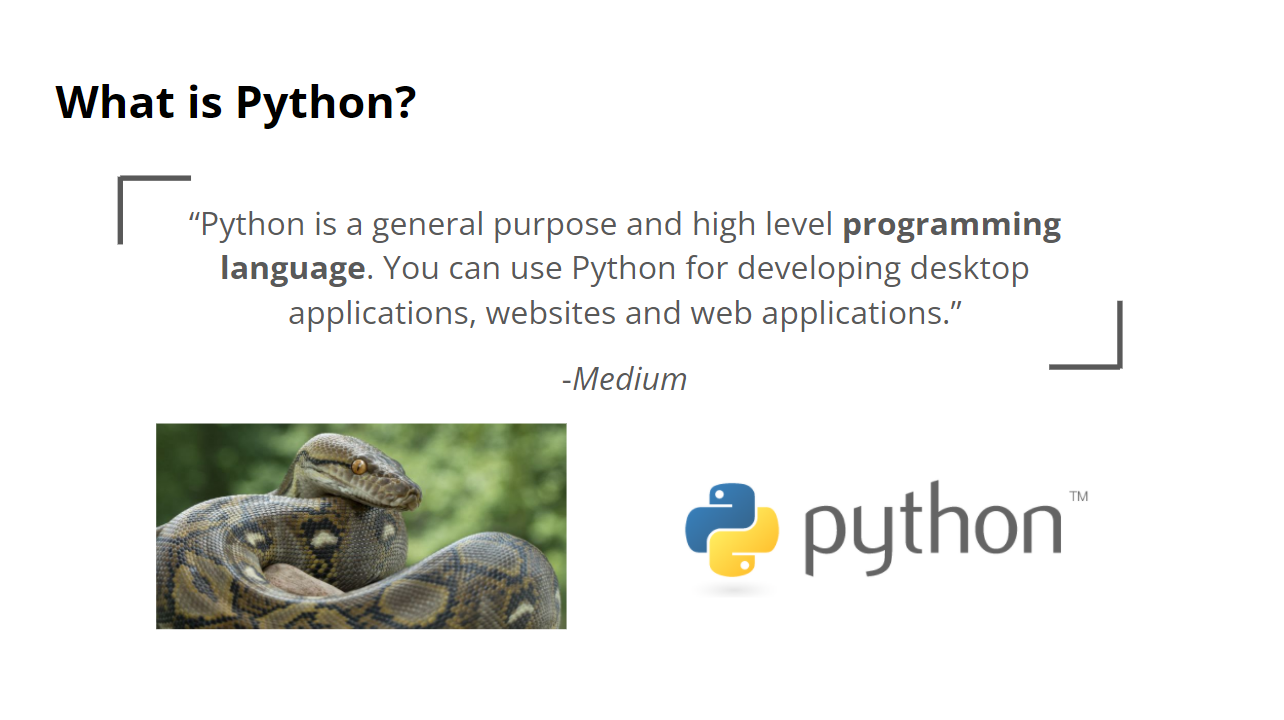 What is Python?
“Python is a general purpose and high level programming
language. You can use Python for developing desktop
applications, websites and web applications.”
-Medium
python
TM